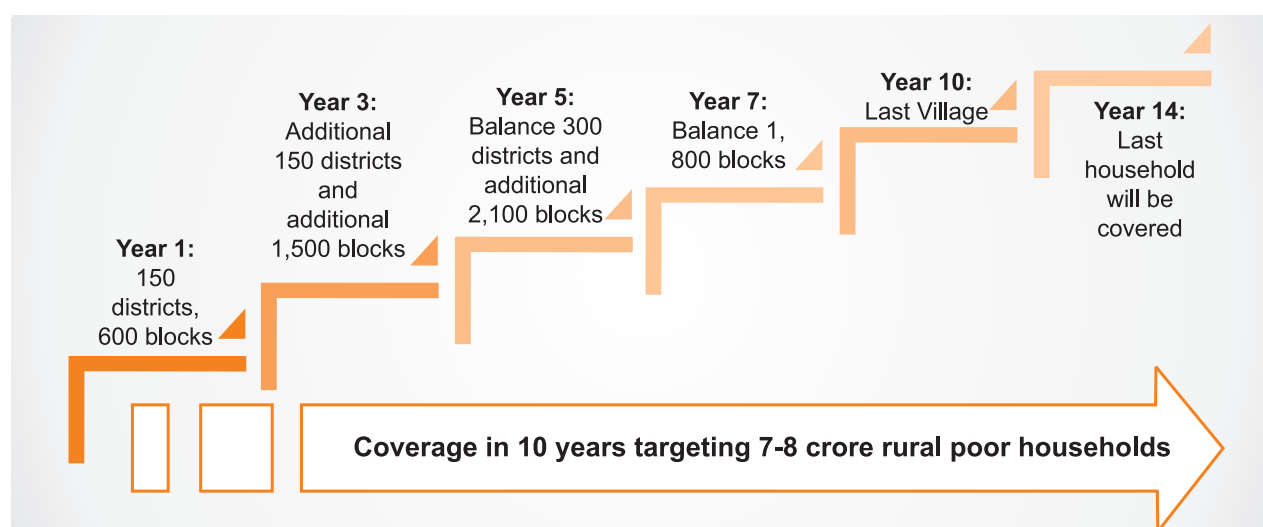 Year 1:
150
districts,
600 blocks
Year 3:
Additional
150 districts
and
additional
1,500 blocks
Year 5:
Balance 300
districts and
additional
2,100 blocks
Year 7:
Balance 1,
800 blocks
Year 10:
Last Village
Year 14:
Last
household
will be
covered
Coverage in 10 years targeting 7-8 crore rural poor households